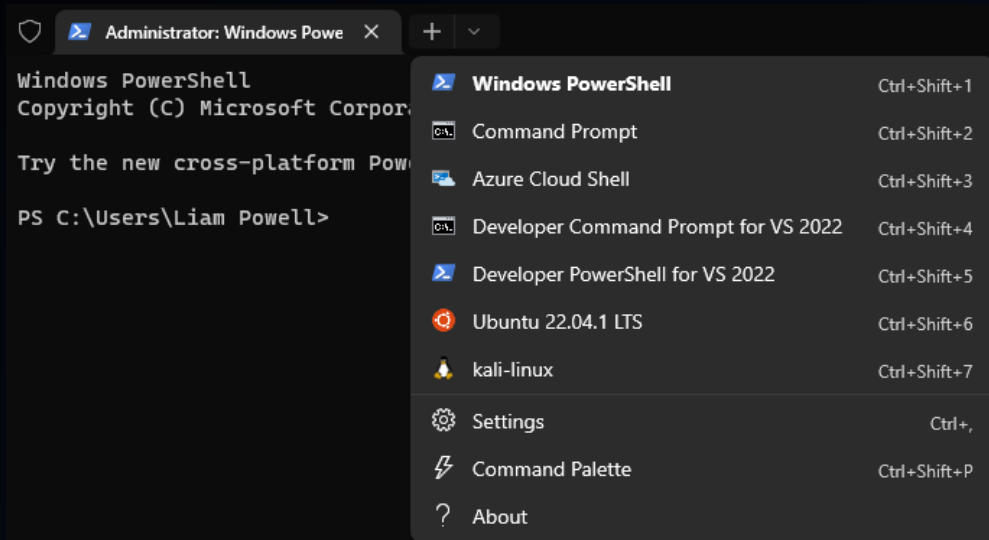 Administrator: Windows Powe
Windows PowerShell
Copyright (C) Microsoft Corpora
Try the new cross-platform Pow
PS C:\Users\Liam Powell>
Windows PowerShell Ctrl+Shift+1
Command Prompt Ctrl+Shift+2
Azure Cloud Shell Ctrl+Shift+3
Developer Command Prompt for VS 2022 Ctrl+Shift+4
Developer PowerShell for VS 2022 Ctrl+Shift+5
Ubuntu 22.04.1 LTS Ctrl+Shift+6
kali-linux Ctrl+Shift+7
Settings Ctrl+,
Command Palette Ctrl+Shift+P
About